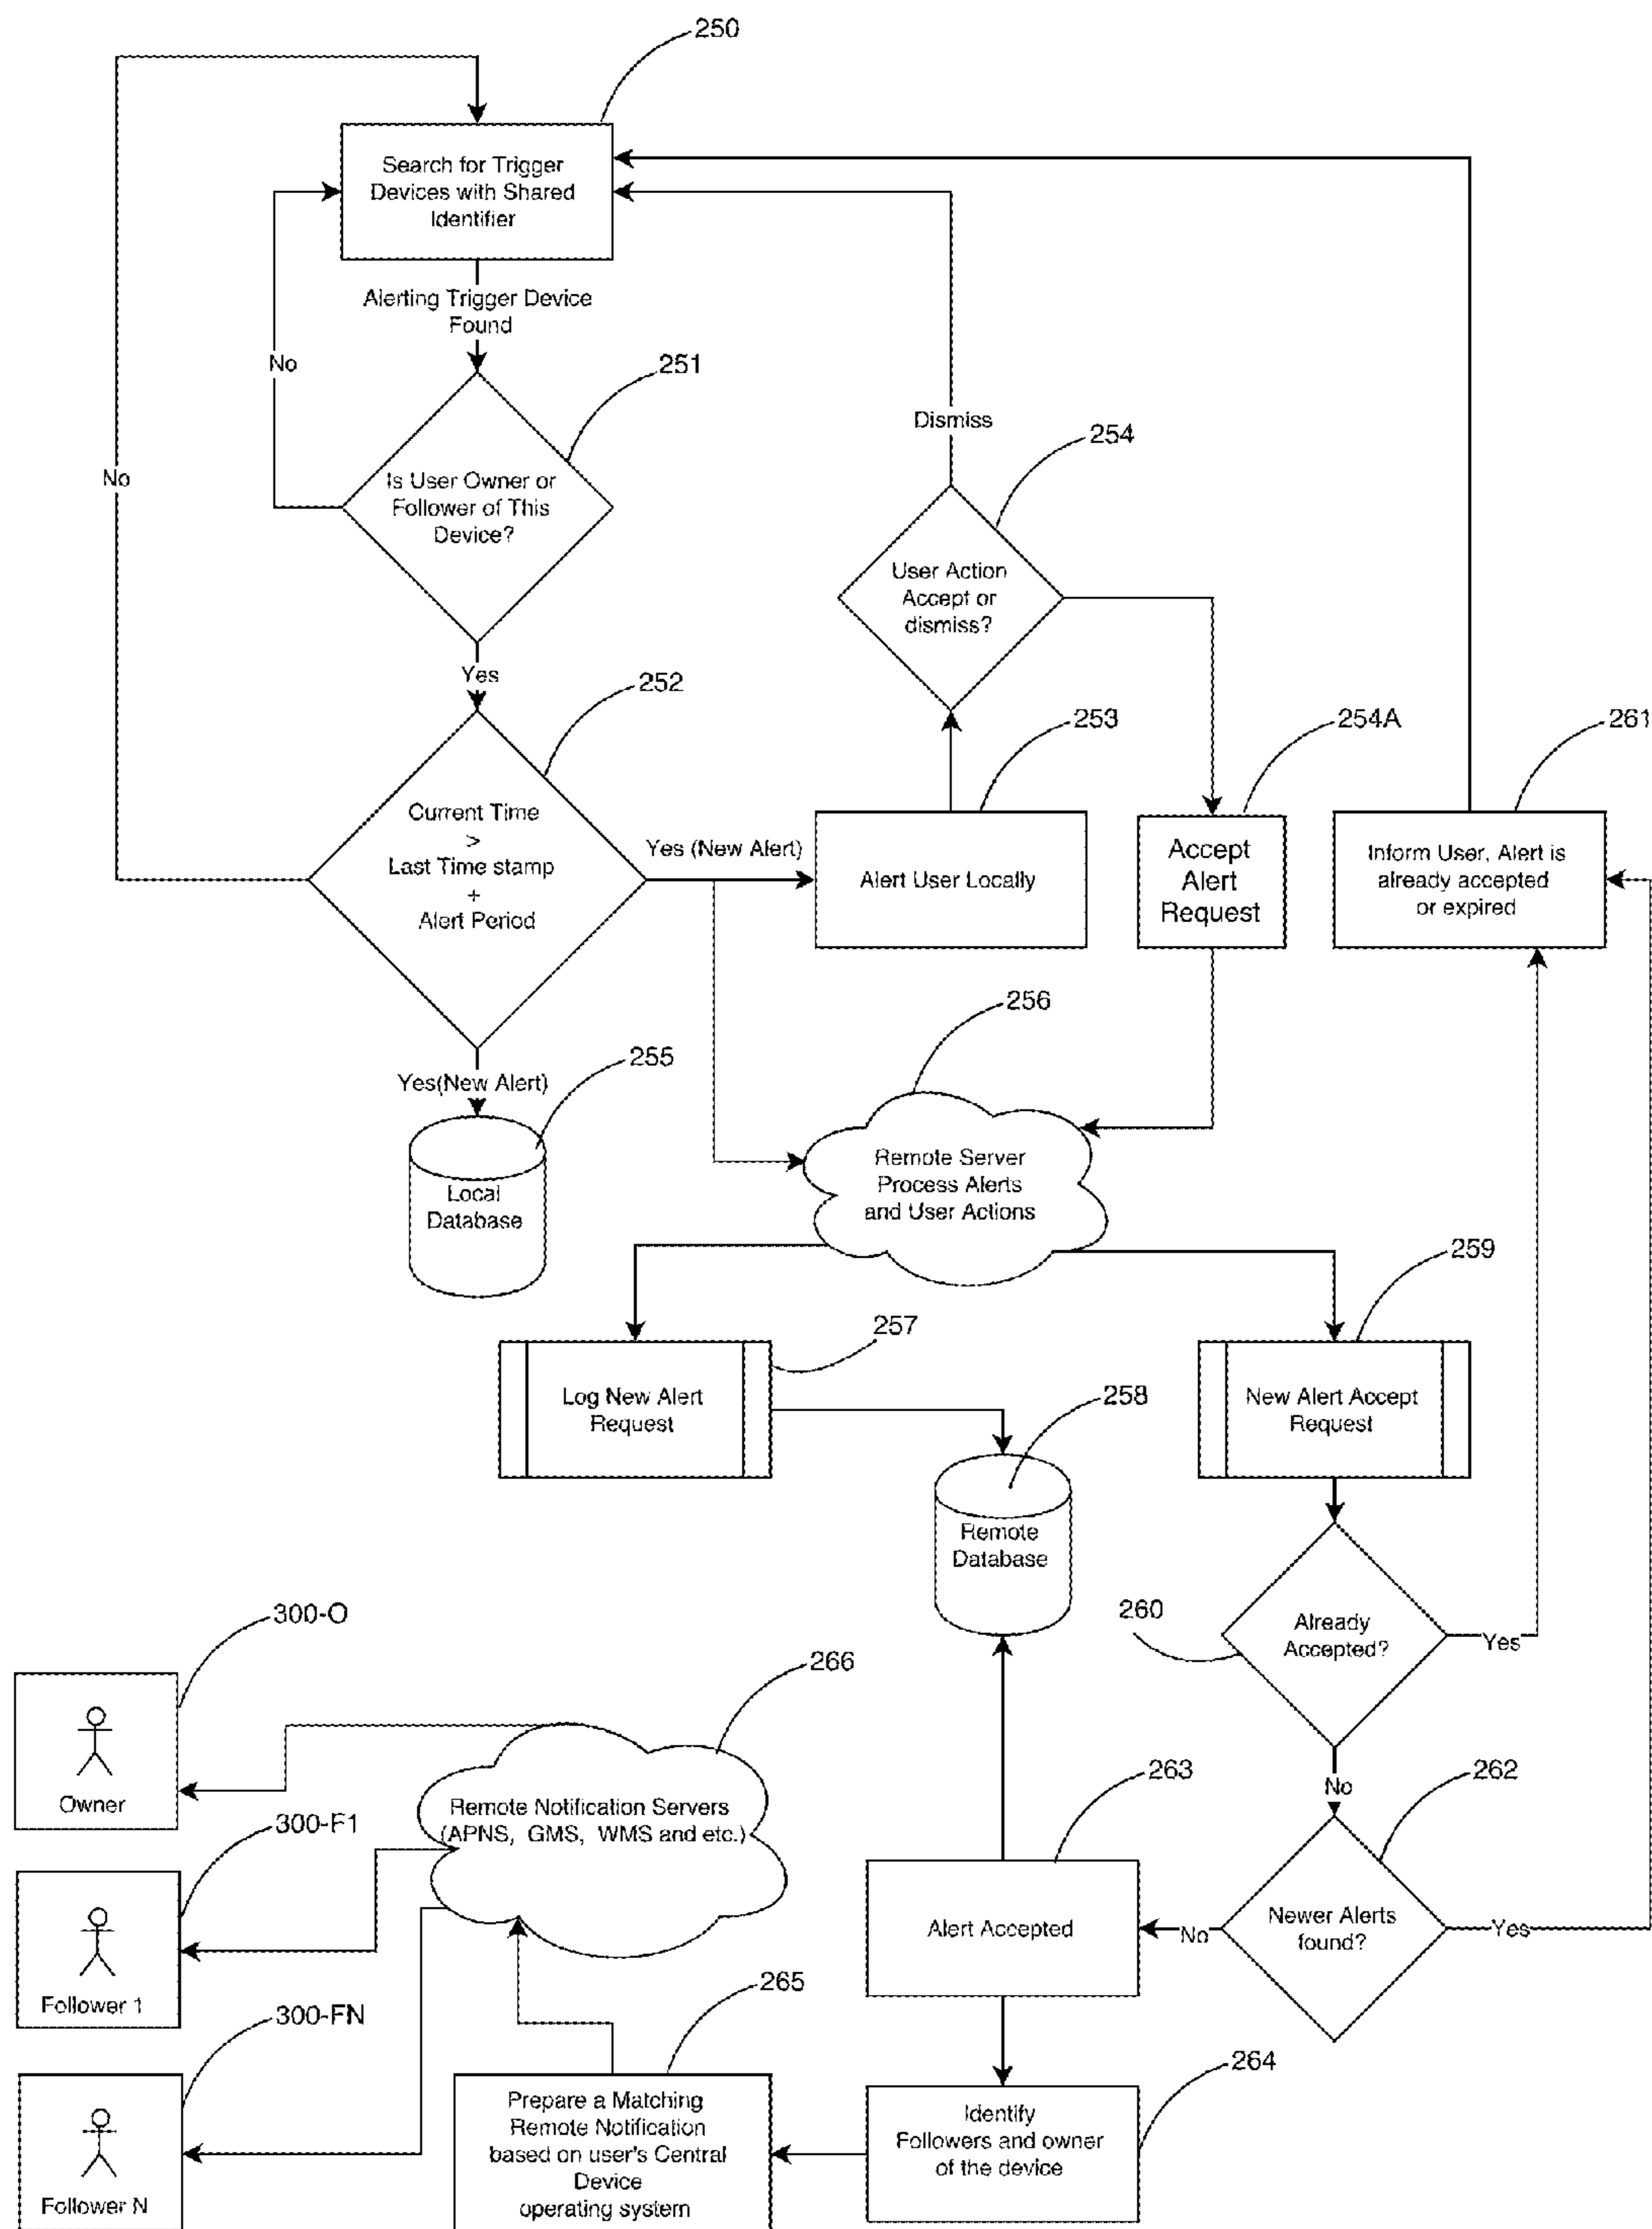 250
Search for Trigger
Devices with Shared
Identifier
Alerting Trigger Device
Found
No
251
Is User Owner or
Follower of This
Device?
No
Dismiss
254
User Action
Accept or
dismiss?
Yes
252
Current Time
>
Last Time stamp
+
Alert Period
Yes (New Alert)
253
Alert User Locally
254A
Accept
Alert
Request
261
Inform User, Alert is
already accepted
or expired
Yes(New Alert)
255
Local
Database
256
Remote Server
Process Alerts
and User Actions
257
Log New Alert
Request
259
New Alert Accept
Request
258
Remote
Database
260
Already
Accepted?
Yes
No
262
Newer Alerts
found?
Yes
No
263
Alert Accepted
264
Identify
Followers and owner
of the device
265
Prepare a Matching
Remote Notification
based on user's Central
Device
operating system
266
Remote Notification Servers
(APNS, GMS, WMS and etc.)
300-O
Owner
300-F1
Follower 1
300-FN
Follower N